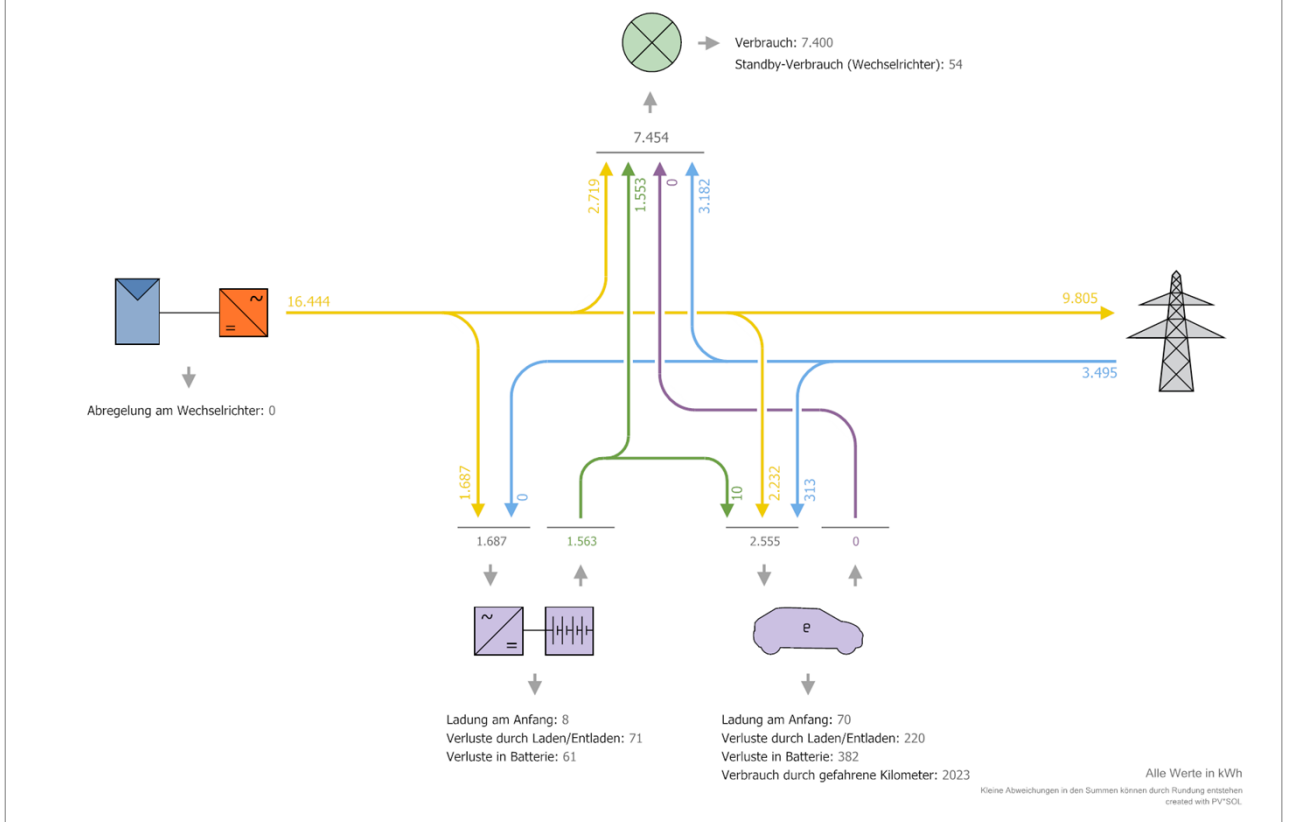 Verbrauch: 7.400
Standby-Verbrauch (Wechselrichter): 54
7.454
2.719
1.553
0
3.182
16.444
9.805
3.495
Abregelung am Wechselrichter: 0
1.687
0
10
2.232
313
1.687
1.563
2.555
0
~
=
~
=
e
Ladung am Anfang: 8
Verluste durch Laden/Entladen: 71
Verluste in Batterie: 61
Ladung am Anfang: 70
Verluste durch Laden/Entladen: 220
Verluste in Batterie: 382
Verbrauch durch gefahrene Kilometer: 2023
Alle Werte in kWh
Kleine Abweichungen in den Summen können durch Rundung entstehen
created with PV*SOL